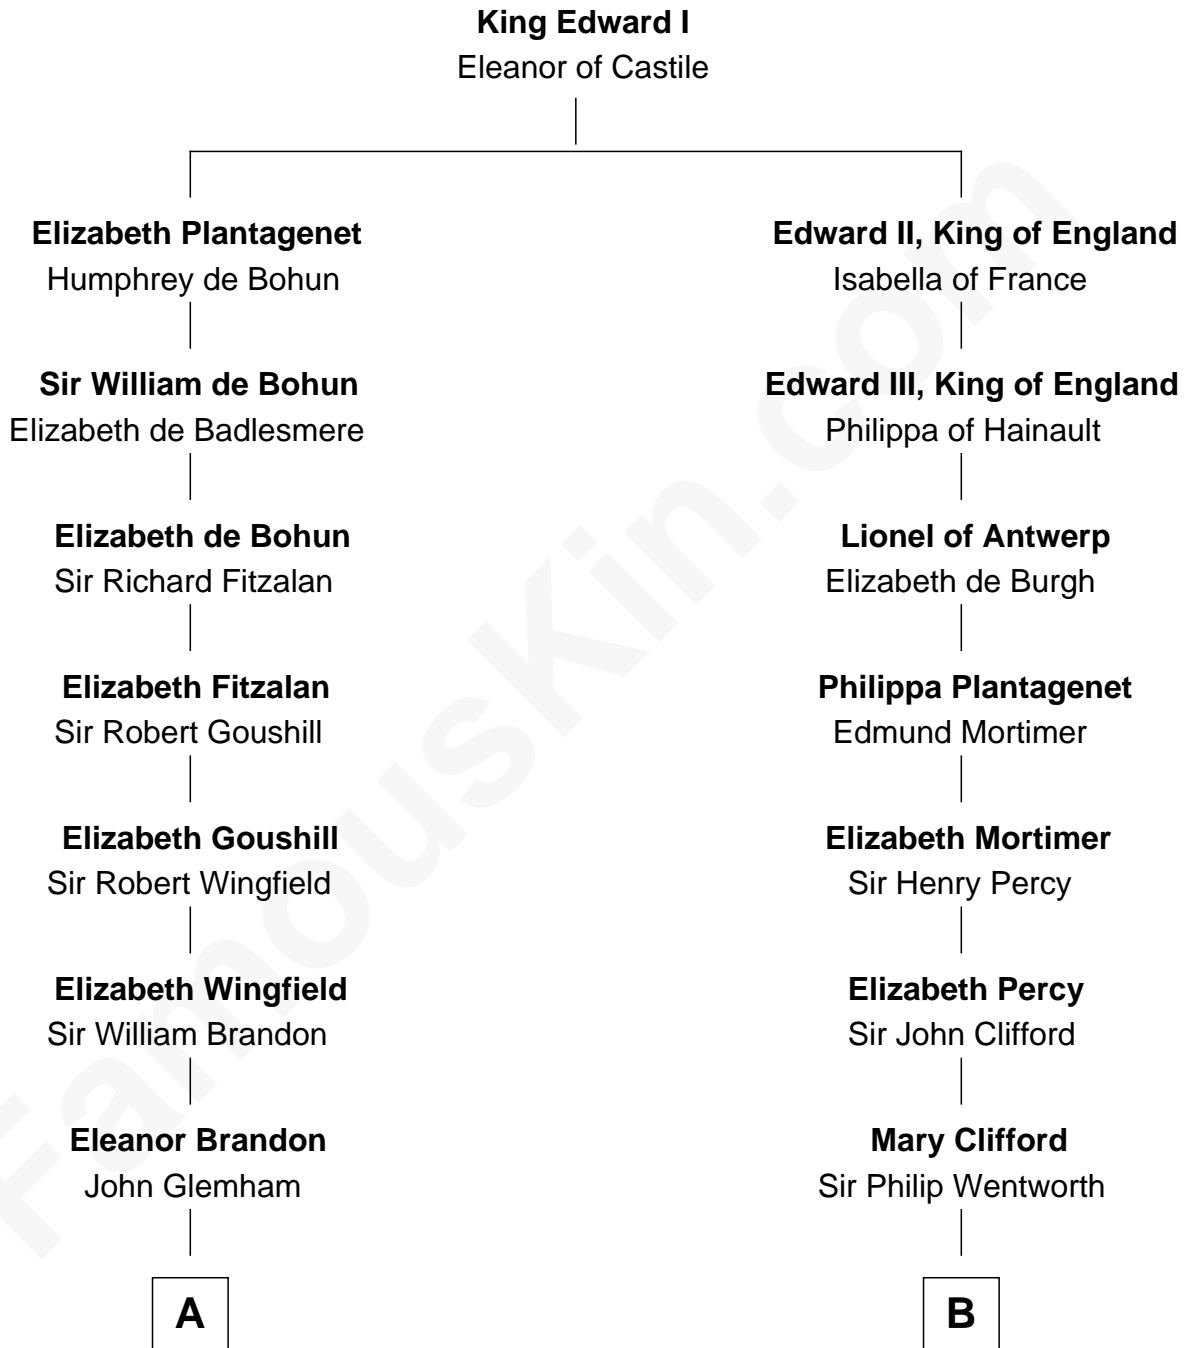 King Edward I
Eleanor of Castile
Elizabeth Plantagenet
Humphrey de Bohun
Edward II, King of England
Isabella of France
Sir William de Bohun
Elizabeth de Badlesmere
Edward III, King of England
Philippa of Hainault
Elizabeth de Bohun
Sir Richard Fitzalan
Lionel of Antwerp
Elizabeth de Burgh
Elizabeth Fitzalan
Sir Robert Goushill
Philippa Plantagenet
Edmund Mortimer
Elizabeth Goushill
Sir Robert Wingfield
Elizabeth Mortimer
Sir Henry Percy
Elizabeth Wingfield
Sir William Brandon
Elizabeth Percy
Sir John Clifford
Eleanor Brandon
John Glemham
Mary Clifford
Sir Philip Wentworth
A
B
FamousKin.com